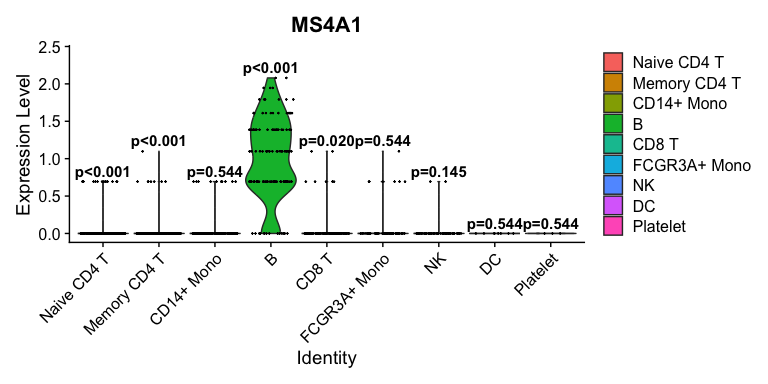 MS4A1
Expression Level
2.5
2.0
1.5
1.0
0.5
0.0
p<0.001
p<0.001
p=0.544
p<0.001
p=0.020
p=0.544
p=0.145
p=0.544
p=0.544
Naive CD4 T
Memory CD4 T
CD14+ Mono
B
CD8 T
FCGR3A+ Mono
NK
DC
Platelet
Identity
Naive CD4 T
Memory CD4 T
CD14+ Mono
B
CD8 T
FCGR3A+ Mono
NK
DC
Platelet